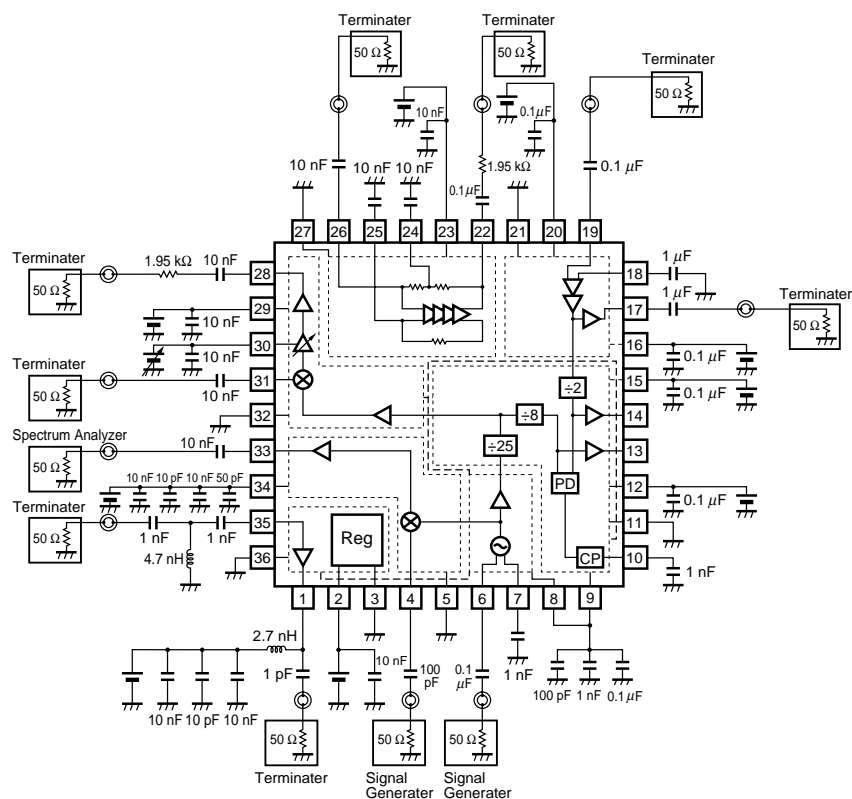 Terminater
50 Ω
Terminater
50 Ω
Terminater
50 Ω
10 nF
0.1 μF
10 nF
10 nF
10 nF
10 nF
1.95 kΩ
0.1 μF
0.1 μF
27
26
25
24
23
22
21
20
19
Terminater
50 Ω
1.95 kΩ
10 nF
28
29
10 nF
30
10 nF
Terminater
50 Ω
10 nF
31
32
Spectrum Analyzer
50 Ω
10 nF
33
10 nF
10 pF
10 nF
50 pF
34
Terminater
50 Ω
1 nF
1 nF
4.7 nH
35
36
18
1 μF
17
1 μF
Terminater
50 Ω
16
0.1 μF
15
0.1 μF
14
13
12
0.1 μF
11
10
1 nF
÷2
÷8
÷25
PD
CP
Reg
1
2
3
4
5
6
7
8
9
2.7 nH
1 pF
10 nF
10 pF
10 nF
10 nF
100 pF
0.1 μF
1 nF
100 pF
1 nF
0.1 μF
50 Ω
Terminater
50 Ω
Signal
Generater
50 Ω
Signal
Generater